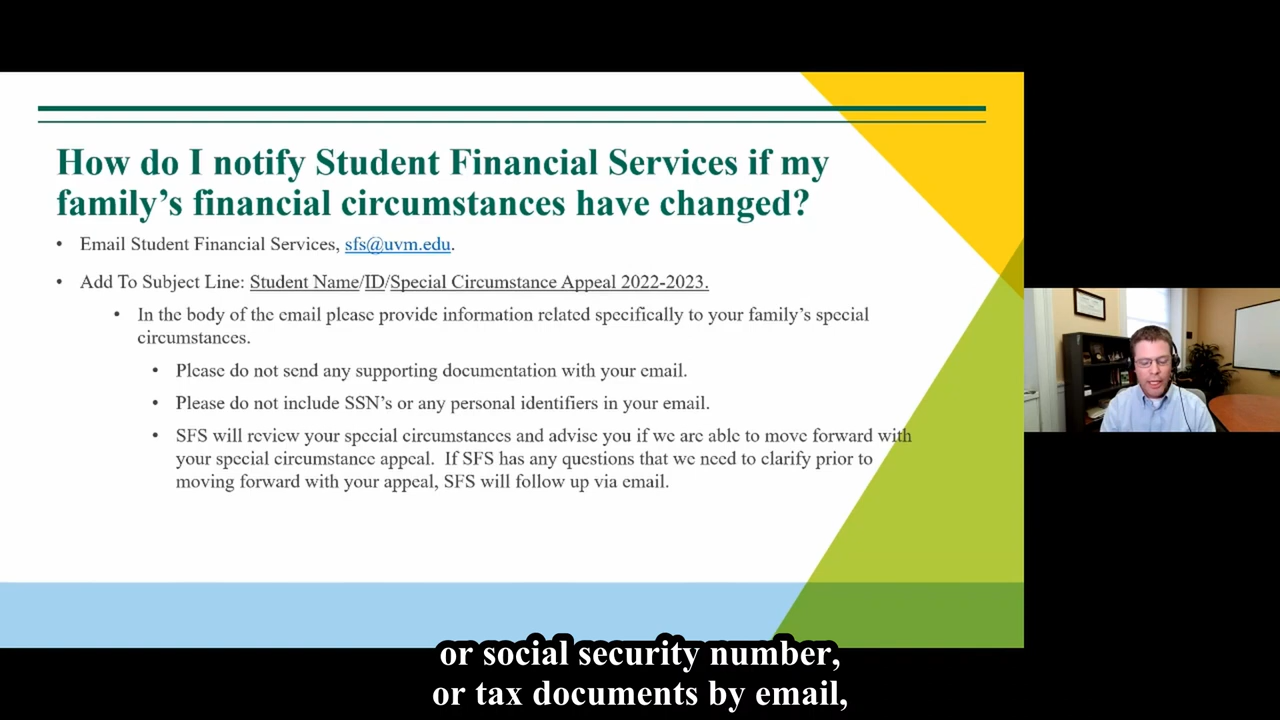 How do I notify Student Financial Services if my
family's financial circumstances have changed?
• Email Student Financial Services, sfs@uvm.edu.
• Add To Subject Line: Student Name/ID/Special Circumstance Appeal 2022-2023.
• In the body of the email please provide information related specifically to your family's special
circumstances.
• Please do not send any supporting documentation with your email.
• Please do not include SSN's or any personal identifiers in your email.
• SFS will review your special circumstances and advise you if we are able to move forward with
your special circumstance appeal. If SFS has any questions that we need to clarify prior to
moving forward with your appeal, SFS will follow up via email.
or social security number,
or tax documents by email,